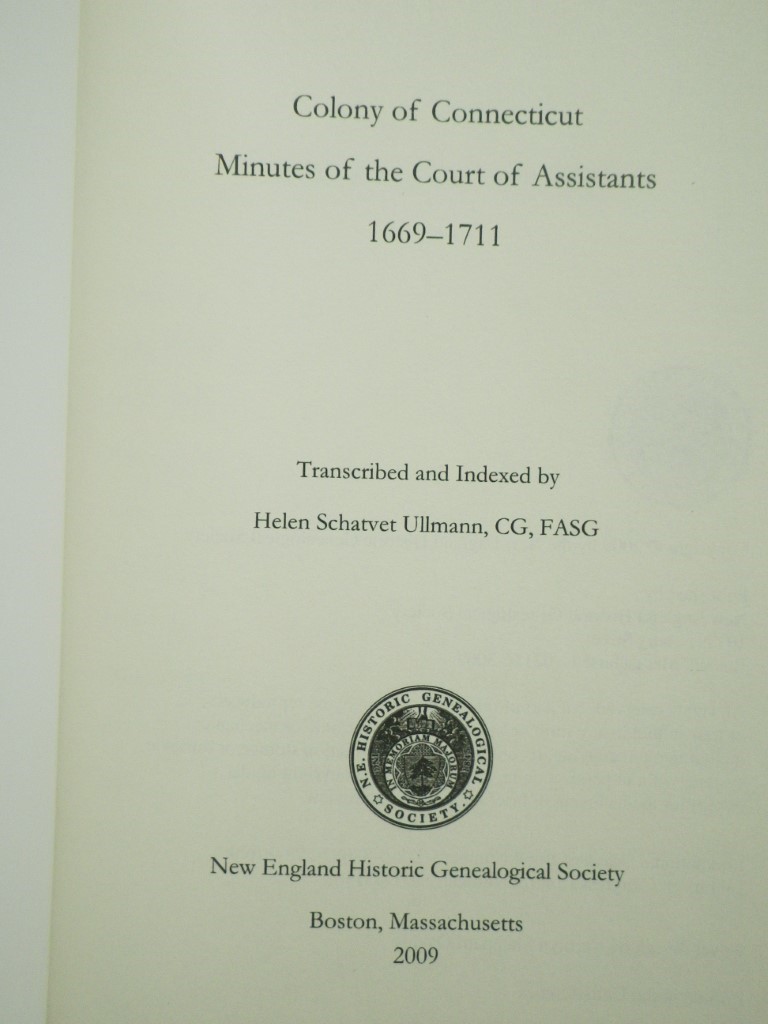 Colony of Connecticut
Minutes of the Court of Assistants
1669–1711
Transcribed and Indexed by
Helen Schatvet Ullmann, CG, FASG
N.E. HISTORIC GENEALOGICAL SOCIETY.
IN MEMORIAM MAJORUM
New England Historic Genealogical Society
Boston, Massachusetts
2009